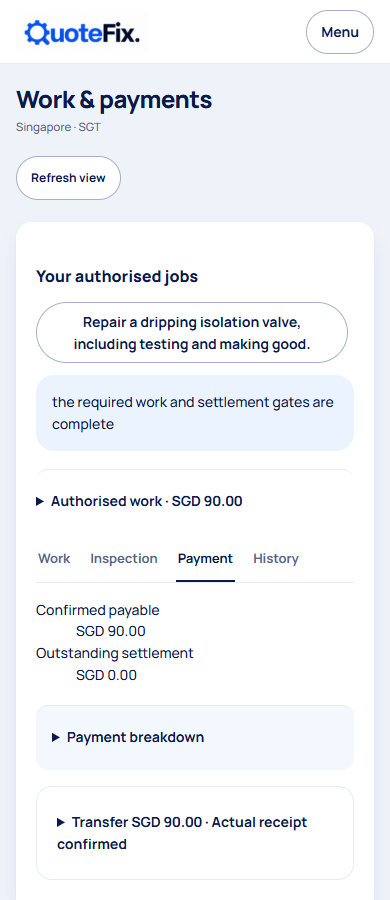 QuoteFix.
Menu
Work & payments
Singapore · SGT
Refresh view
Your authorised jobs
Repair a dripping isolation valve,
including testing and making good.
the required work and settlement gates are
complete
Authorised work · SGD 90.00
Work Inspection Payment History
Confirmed payable
SGD 90.00
Outstanding settlement
SGD 0.00
Payment breakdown
Transfer SGD 90.00 · Actual receipt
confirmed